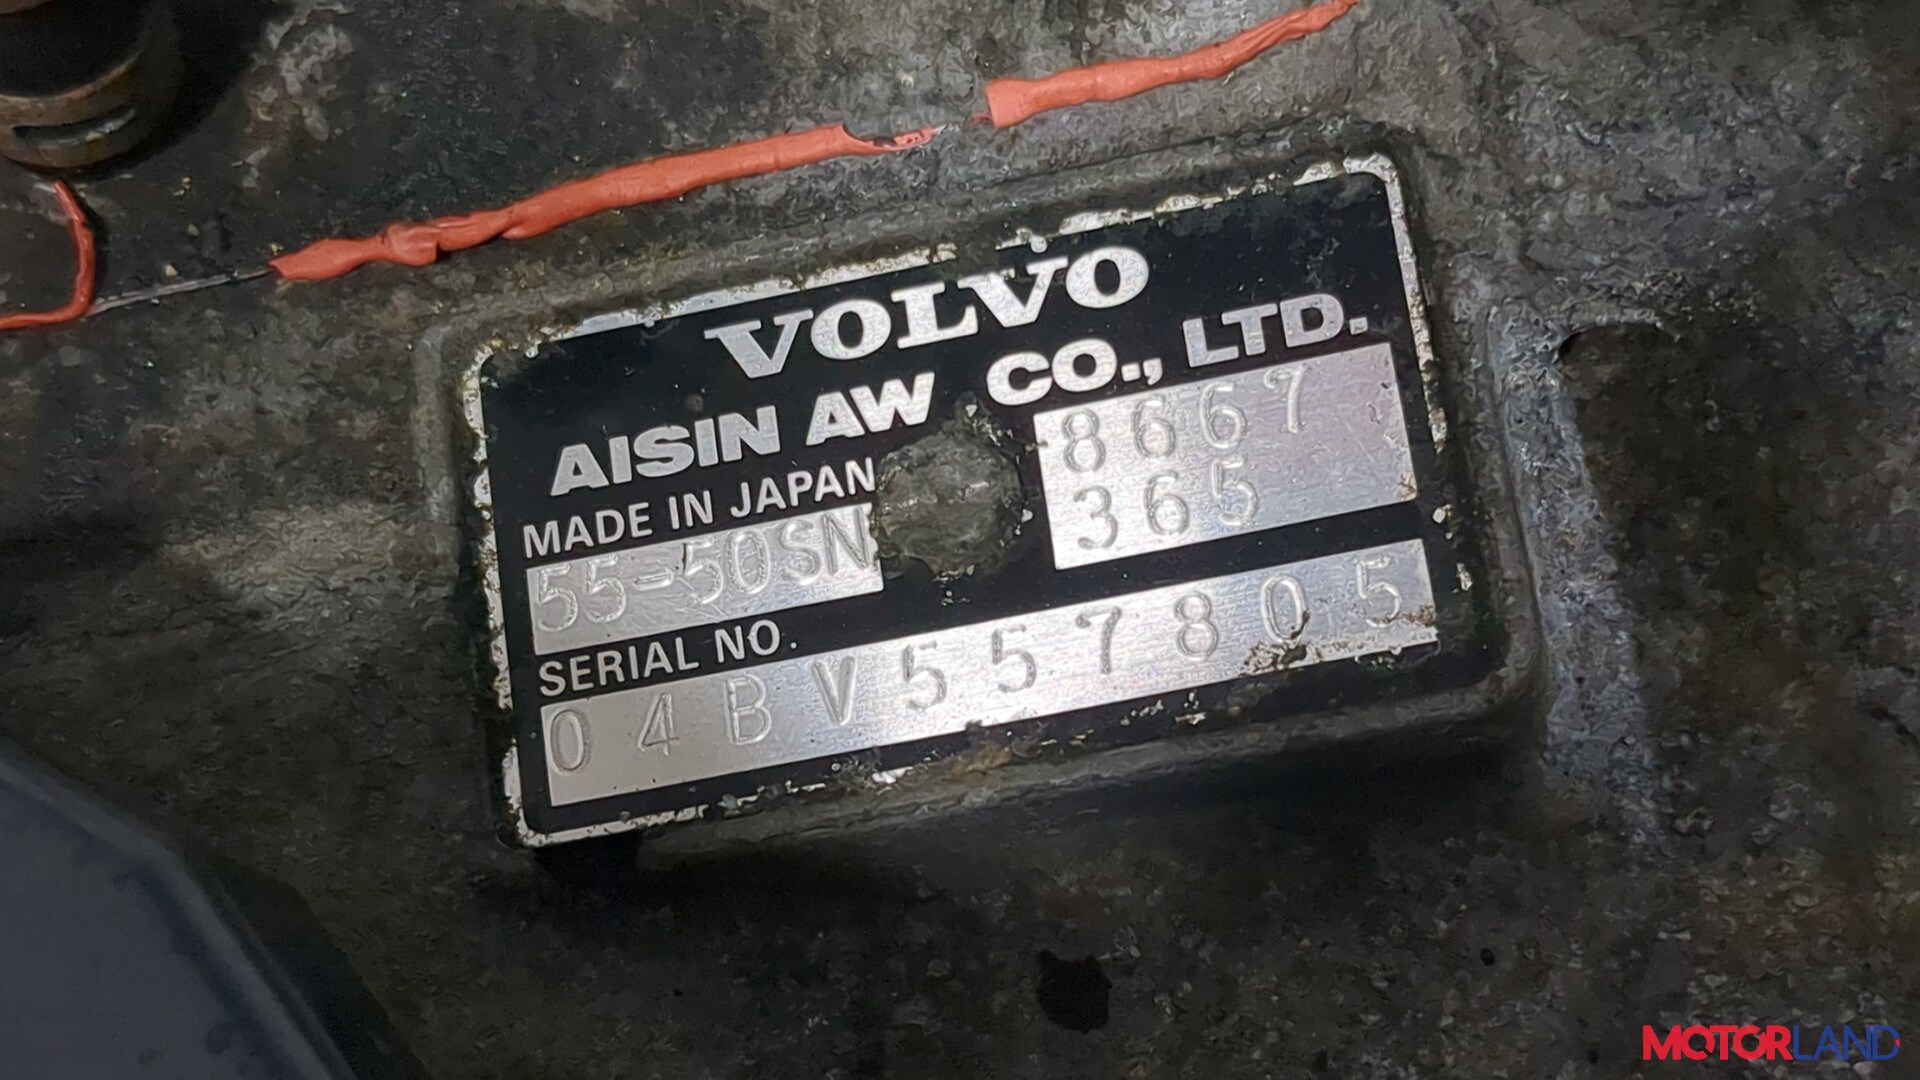 VOLVO
AISIN AW CO., LTD.
MADE IN JAPAN
8667
365
55-50SN
SERIAL NO.
04BV557805
MOTORLAND